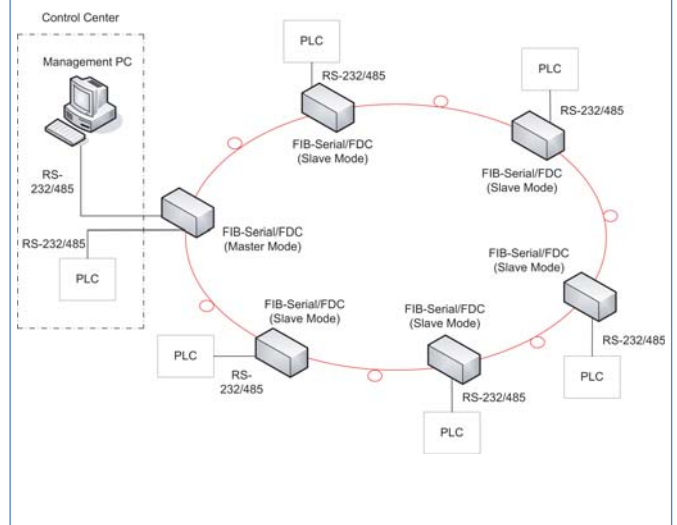 Control Center
Management PC
RS-
232/485
RS-232/485
PLC
PLC
RS-232/485
FIB-Serial/FDC
(Slave Mode)
PLC
RS-232/485
FIB-Serial/FDC
(Slave Mode)
FIB-Serial/FDC
(Master Mode)
FIB-Serial/FDC
(Slave Mode)
RS-232/485
PLC
FIB-Serial/FDC
(Slave Mode)
PLC
RS-
232/485
FIB-Serial/FDC
(Slave Mode)
RS-232/485
PLC